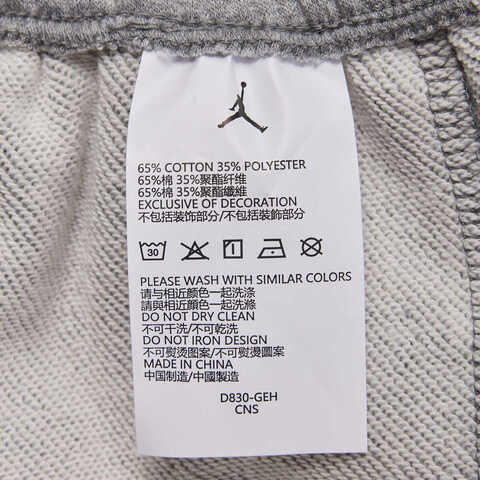 65% COTTON 35% POLYESTER
65%棉 35%聚酯纤维
65%棉 35%聚酯纖維
EXCLUSIVE OF DECORATION
不包括装饰部分/不包括裝飾部分
30
PLEASE WASH WITH SIMILAR COLORS
请与相近颜色一起洗涤
請與相近顏色一起洗滌
DO NOT DRY CLEAN
不可干洗/不可乾洗
DO NOT IRON DESIGN
不可熨烫图案/不可熨燙圖案
MADE IN CHINA
中国制造/中國製造
D830-GEH
CNS